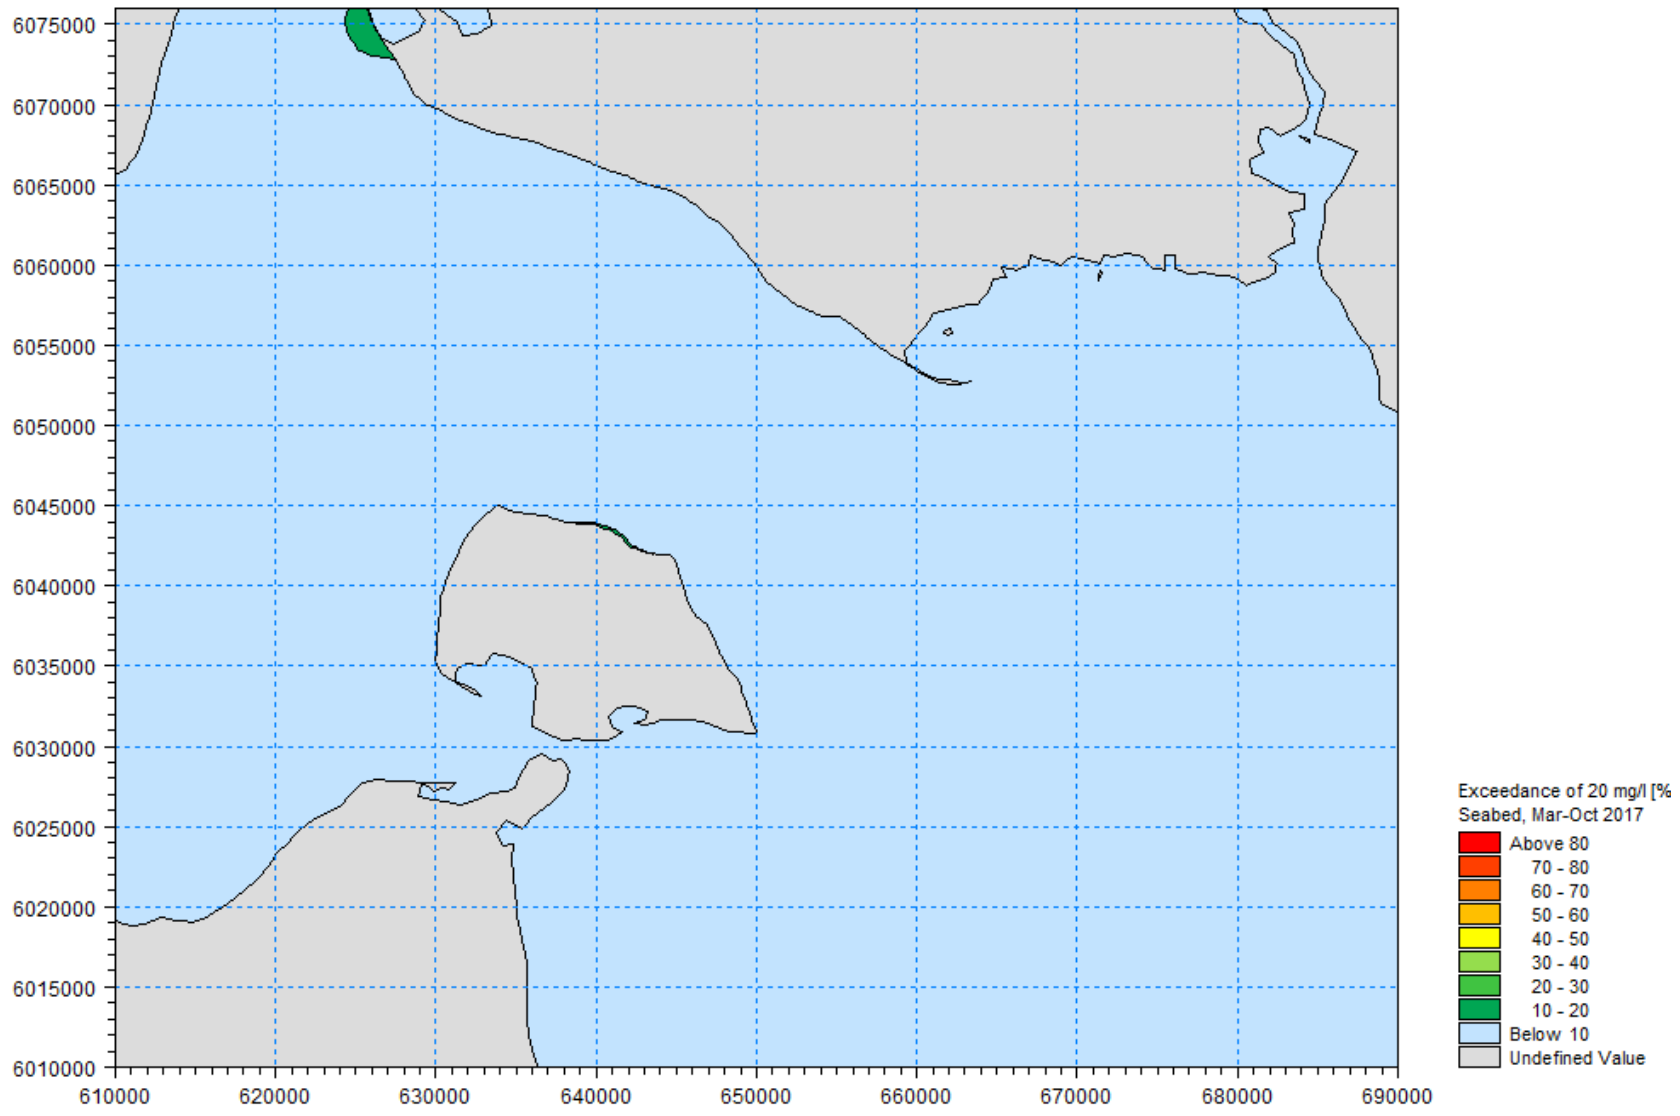 6075000
6070000
6065000
6060000
6055000
6050000
6045000
6040000
6035000
6030000
6025000
6020000
6015000
6010000
610000 620000 630000 640000 650000 660000 670000 680000 690000
Exceedance of 20 mg/l [%
Seabed, Mar-Oct 2017
Above 80
70 - 80
60 - 70
50 - 60
40 - 50
30 - 40
20 - 30
10 - 20
Below 10
Undefined Value